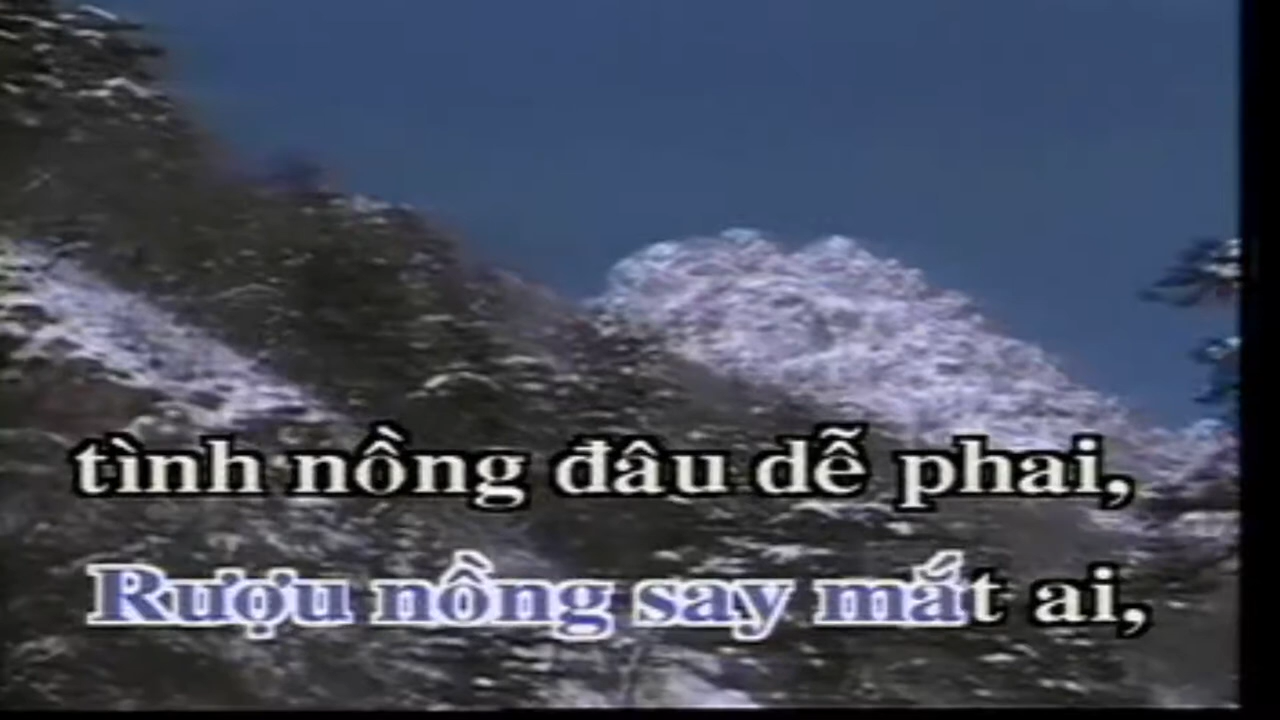 tình nồng đâu dễ phai,
Rượu nồng say mắt ai,